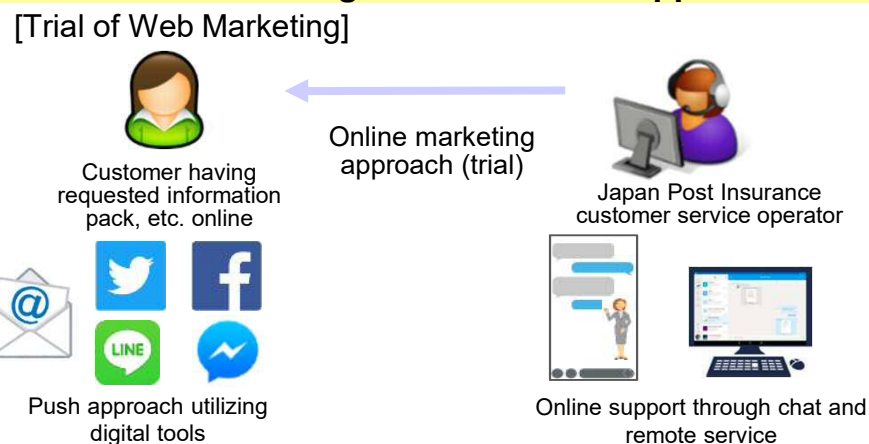 [Trial of Web Marketing]
Online marketing
approach (trial)
Customer having
requested information
pack, etc. online
Japan Post Insurance
customer service operator
@
f
LINE
Push approach utilizing
digital tools
Online support through chat and
remote service